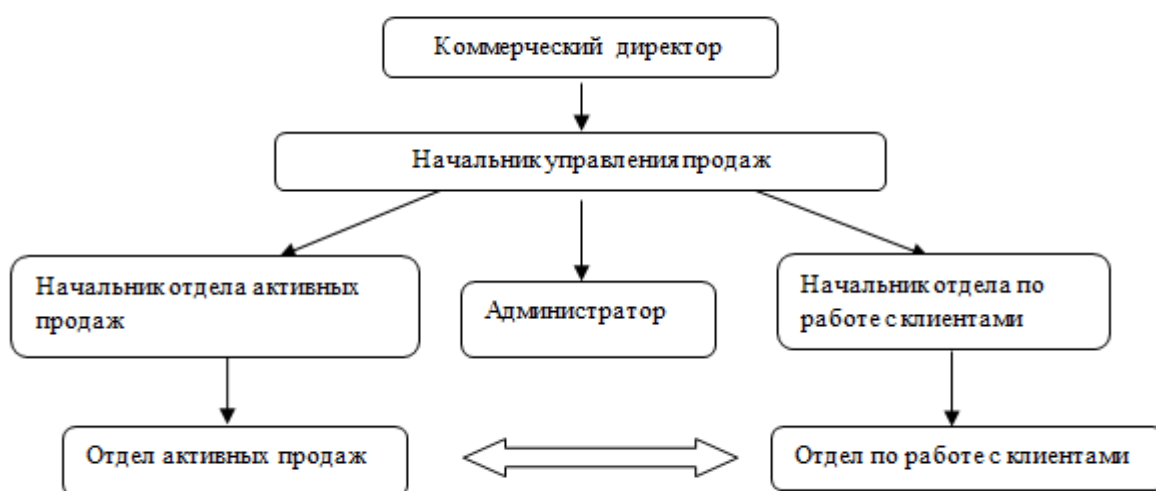 Коммерческий директор
Начальник управления продаж
Начальник отдела активных
продаж
Администратор
Начальник отдела по
работе с клиентами
Отдел активных продаж
Отдел по работе с клиентами